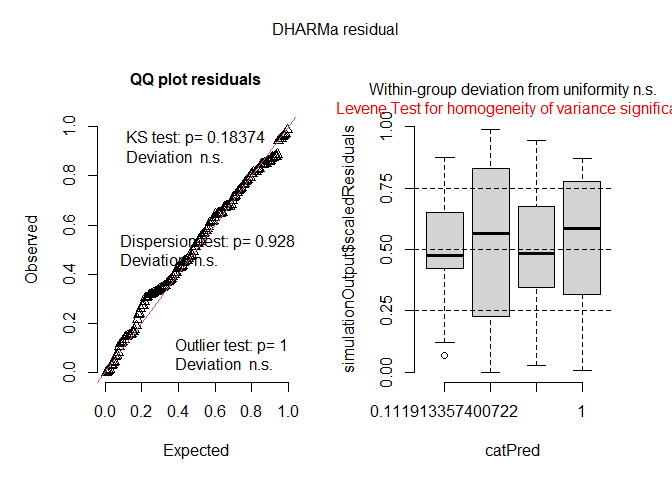 DHARMa residual
QQ plot residuals
KS test: p= 0.18374
Deviation n.s.
Dispersion test: p= 0.928
Deviation n.s.
Outlier test: p= 1
Deviation n.s.
Observed
0.0 0.2 0.4 0.6 0.8 1.0
0.0 0.2 0.4 0.6 0.8 1.0
Expected
Within-group deviation from uniformity n.s.
Levene Test for homogeneity of variance significa
simulationOutput$scaledResiduals
0.00 0.25 0.50 0.75 1.00
0.111913357400722 1
catPred